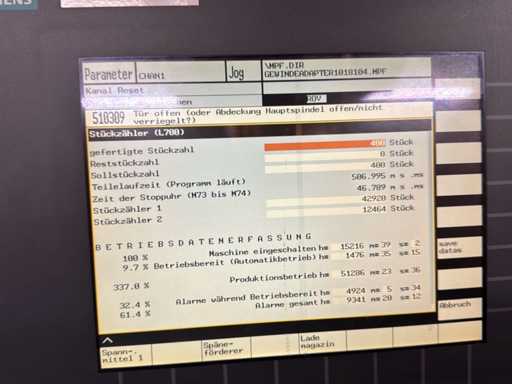 Parameter CHAN1 Jog \MPF.DIR
GEWINDEADAPTER1018104.MPF
Kanal Reset
ROV
510309 Tür offen (oder Abdeckung Hauptspindel offen/nicht
verriegelt?)
Stückzähler (L700)
gefertigte Stückzahl 400 Stück
Reststückzahl 0 Stück
Sollstückzahl 400 Stück
Teilelaufzeit (Programm läuft) 506.995 m s .ms
Zeit der Stoppuhr (M73 bis M74) 46.789 m s .ms
Stückzähler 1 42920 Stück
Stückzähler 2 12464 Stück
BETRIEBSDATENERFASSUNG
100 % Maschine eingeschalten h= 15216 m= 39 s= 2
9.7 % Betriebsbereit (Automatikbetrieb) h= 1476 m= 35 s= 15
337.0 % Produktionsbetrieb h= 51286 m= 23 s= 36
32.4 % Alarme während Betriebsbereit h= 4924 m= 5 s= 34
61.4 % Alarme gesamt h= 9341 m= 20 s= 12
save
datas
Abbruch
Spann-
mittel 1
Späne-
förderer
Lade
magazin